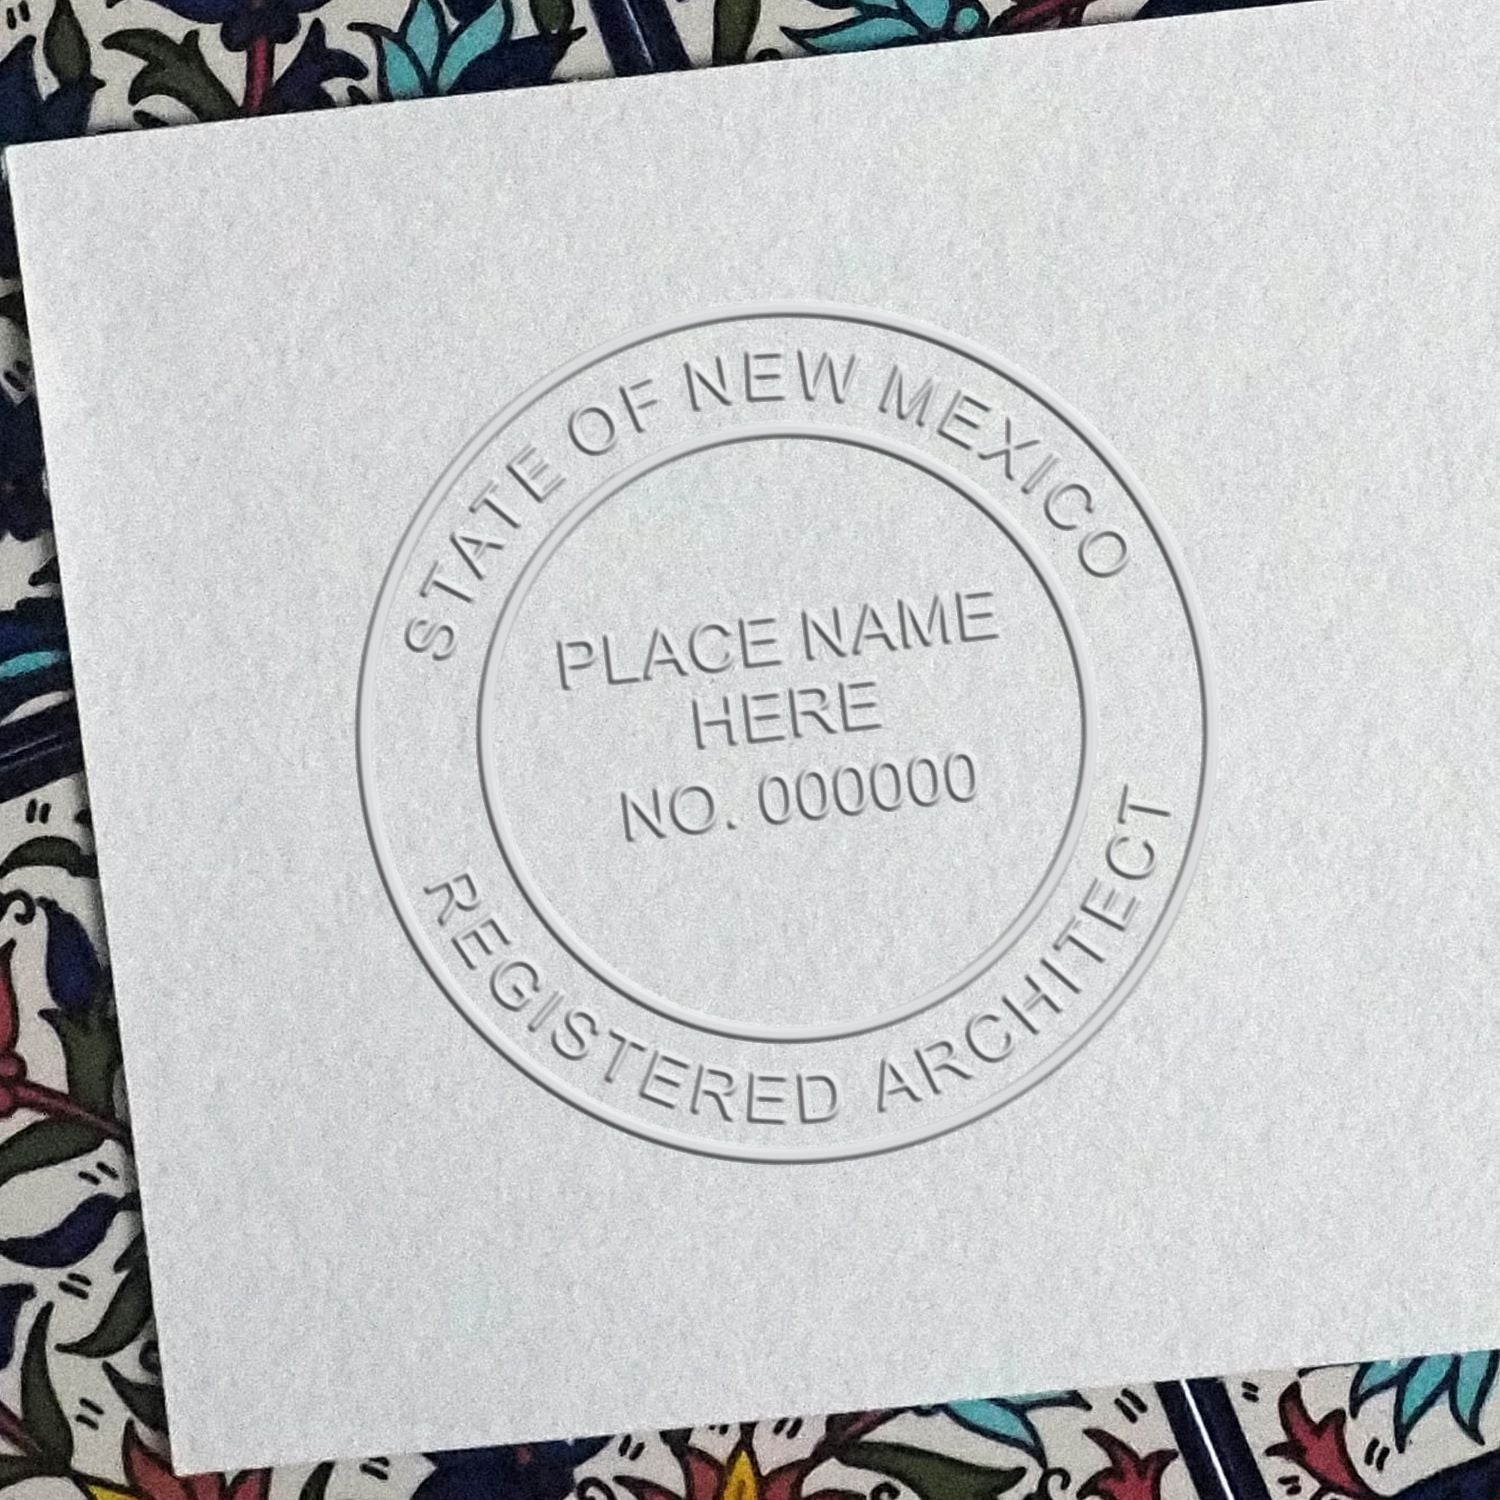 STATE OF NEW MEXICO
PLACE NAME
HERE
NO. 000000
REGISTERED ARCHITECT